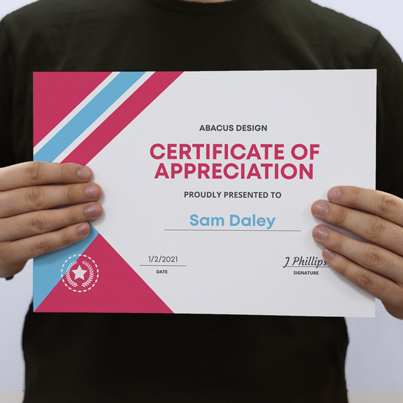 ABACUS DESIGN
CERTIFICATE OF
APPRECIATION
PROUDLY PRESENTED TO
Sam Daley
1/2/2021
J Phillips
DATE
SIGNATURE